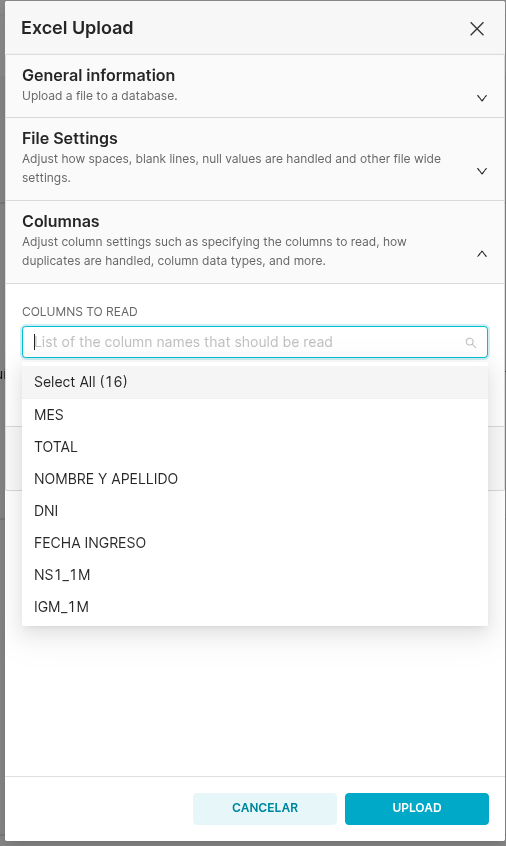 Excel Upload
General information
Upload a file to a database.
File Settings
Adjust how spaces, blank lines, null values are handled and other file wide
settings.
Columnas
Adjust column settings such as specifying the columns to read, how
duplicates are handled, column data types, and more.
COLUMNS TO READ
List of the column names that should be read
Select All (16)
MES
TOTAL
NOMBRE Y APELLIDO
DNI
FECHA INGRESO
NS1_1M
IGM_1M
CANCELAR
UPLOAD